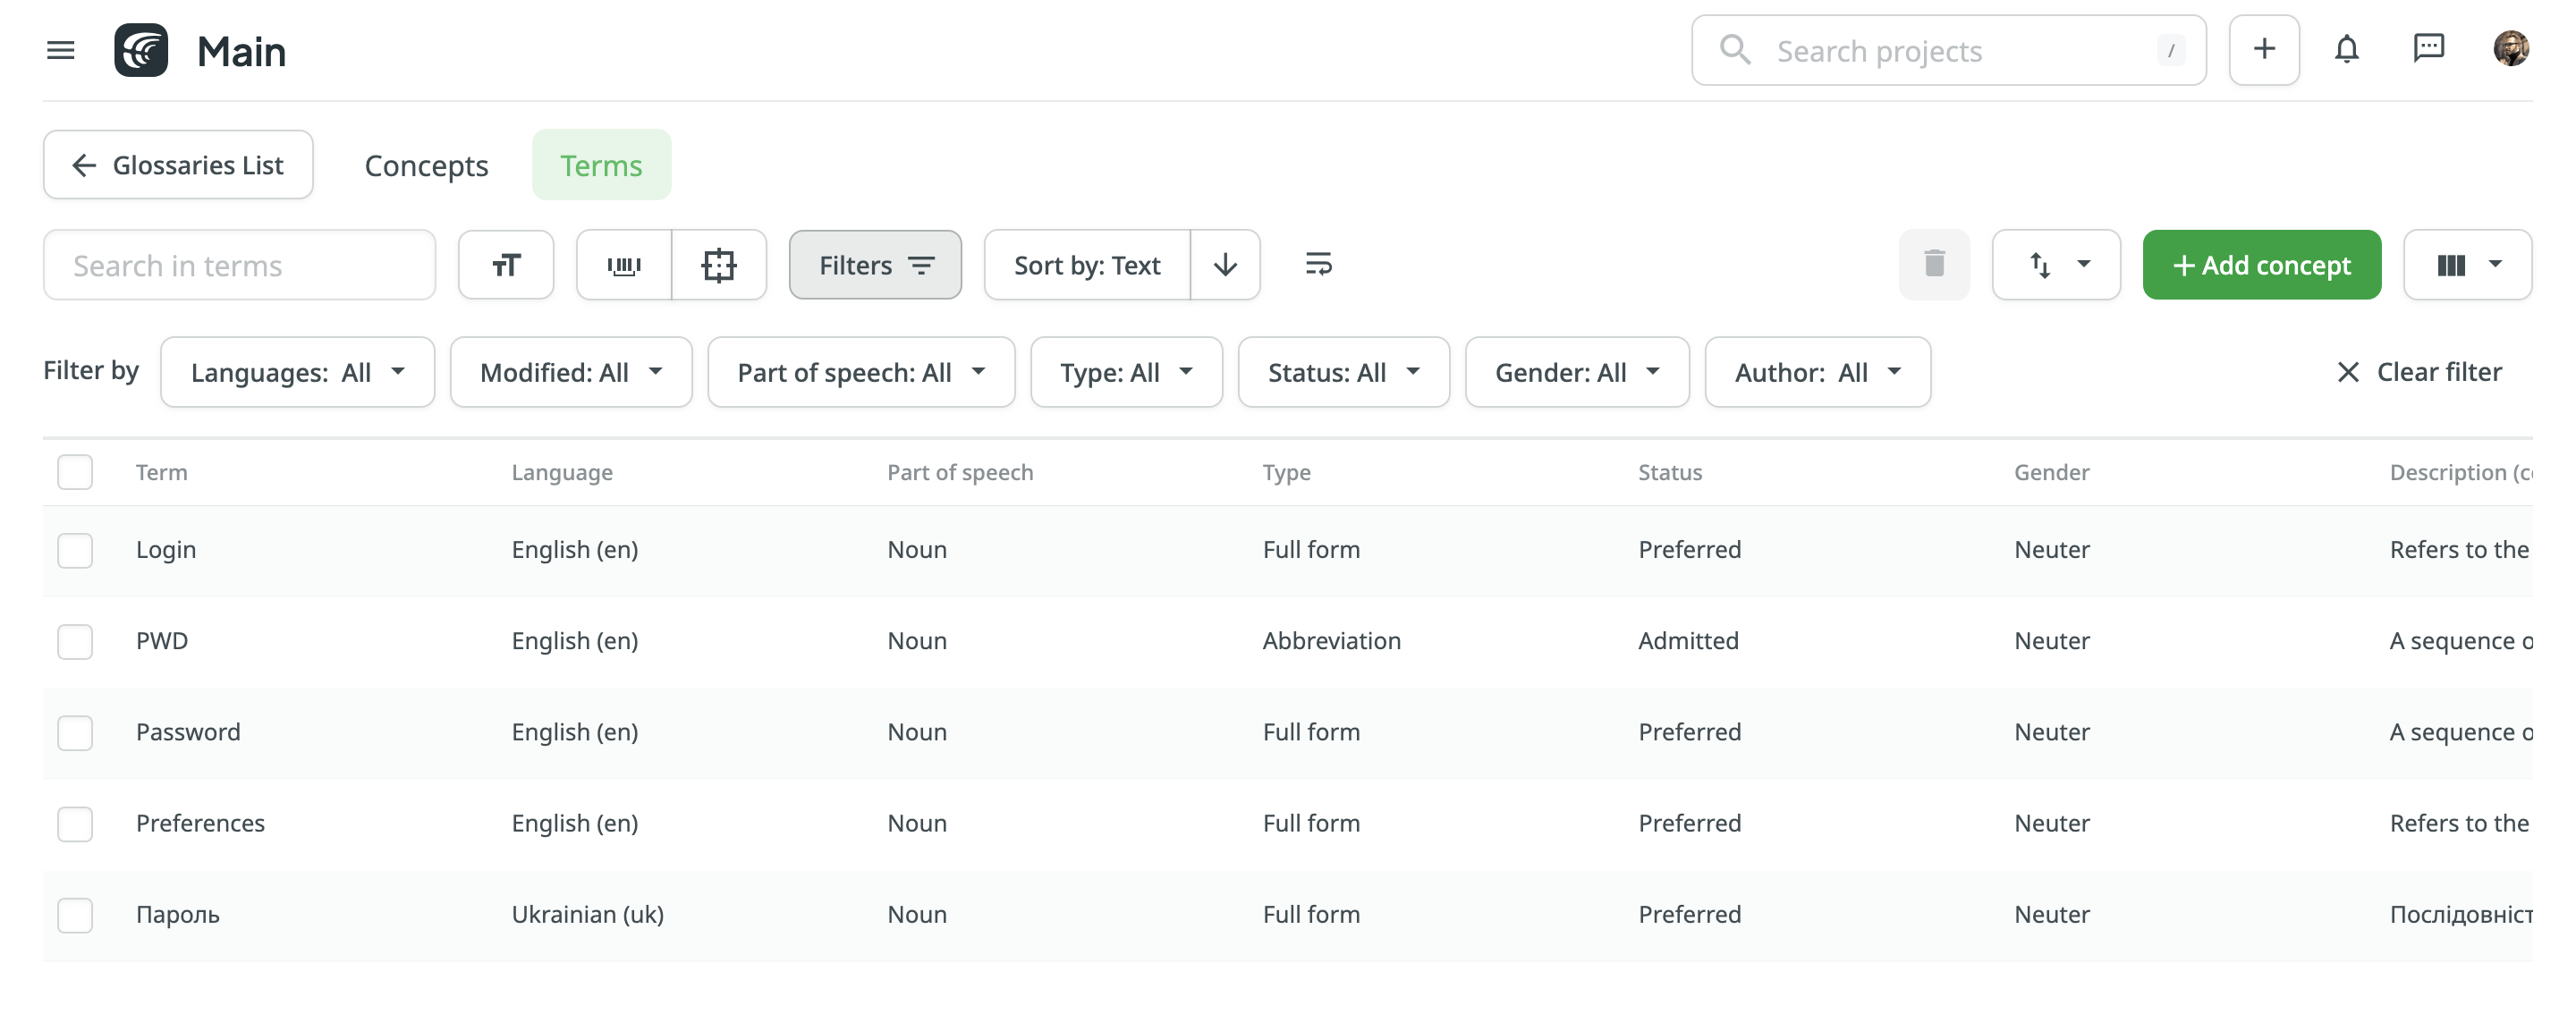 Main
Search projects /
Glossaries List Concepts Terms
Search in terms Filters Sort by: Text Add concept
Filter by Languages: All Modified: All Part of speech: All Type: All Status: All Gender: All Author: All Clear filter
Term Language Part of speech Type Status Gender Description (c
Login English (en) Noun Full form Preferred Neuter Refers to the
PWD English (en) Noun Abbreviation Admitted Neuter A sequence o
Password English (en) Noun Full form Preferred Neuter A sequence o
Preferences English (en) Noun Full form Preferred Neuter Refers to the
Пароль Ukrainian (uk) Noun Full form Preferred Neuter Послідовніст